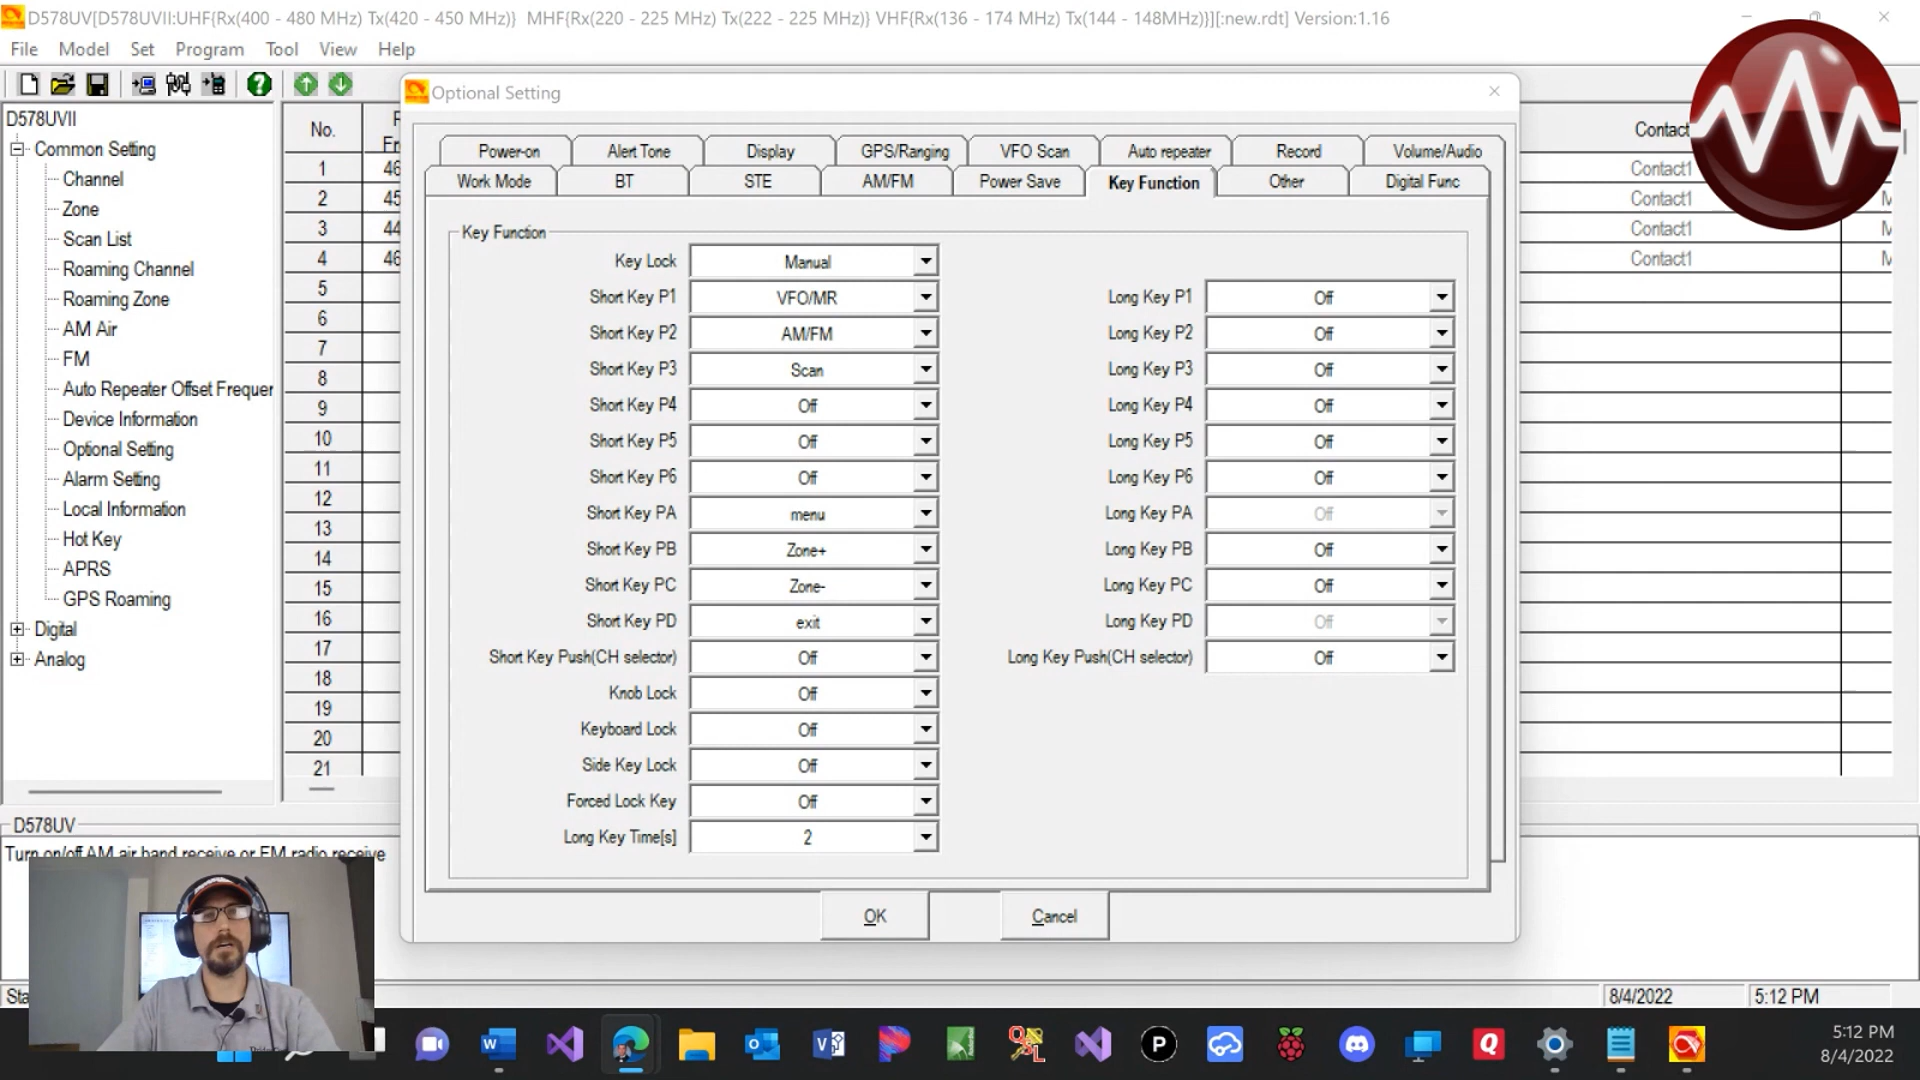 D578UV[D578UVII:UHF{Rx(400 - 480 MHz) Tx(420 - 450 MHz)} MHF{Rx(220 - 225 MHz) Tx(222 - 225 MHz)} VHF{Rx(136 - 174 MHz) Tx(144 - 148MHz)}][:new.rdt] Version:1.16
File Model Set Program Tool View Help
Optional Setting
D578UVII
Common Setting
Channel
Zone
Scan List
Roaming Channel
Roaming Zone
AM Air
FM
Auto Repeater Offset Frequer
Device Information
Optional Setting
Alarm Setting
Local Information
Hot Key
APRS
GPS Roaming
Digital
Analog
No.
1 46
2 45
3 44
4 46
5
6
7
8
9
10
11
12
13
14
15
16
17
18
19
20
21
Power-on Alert Tone Display GPS/Ranging VFO Scan Auto repeater Record Volume/Audio
Work Mode BT STE AM/FM Power Save Key Function Other Digital Func
Key Function
Key Lock Manual
Short Key P1 VFO/MR Long Key P1 Off
Short Key P2 AM/FM Long Key P2 Off
Short Key P3 Scan Long Key P3 Off
Short Key P4 Off Long Key P4 Off
Short Key P5 Off Long Key P5 Off
Short Key P6 Off Long Key P6 Off
Short Key PA menu Long Key PA Off
Short Key PB Zone+ Long Key PB Off
Short Key PC Zone- Long Key PC Off
Short Key PD exit Long Key PD Off
Short Key Push(CH selector) Off Long Key Push(CH selector) Off
Knob Lock Off
Keyboard Lock Off
Side Key Lock Off
Forced Lock Key Off
Long Key Time[s] 2
OK Cancel
Contact
Contact1
Contact1 M
Contact1 M
Contact1 M
D578UV
Turn on/off AM air band receive or FM radio receive
Sta
8/4/2022 5:12 PM
5:12 PM
8/4/2022